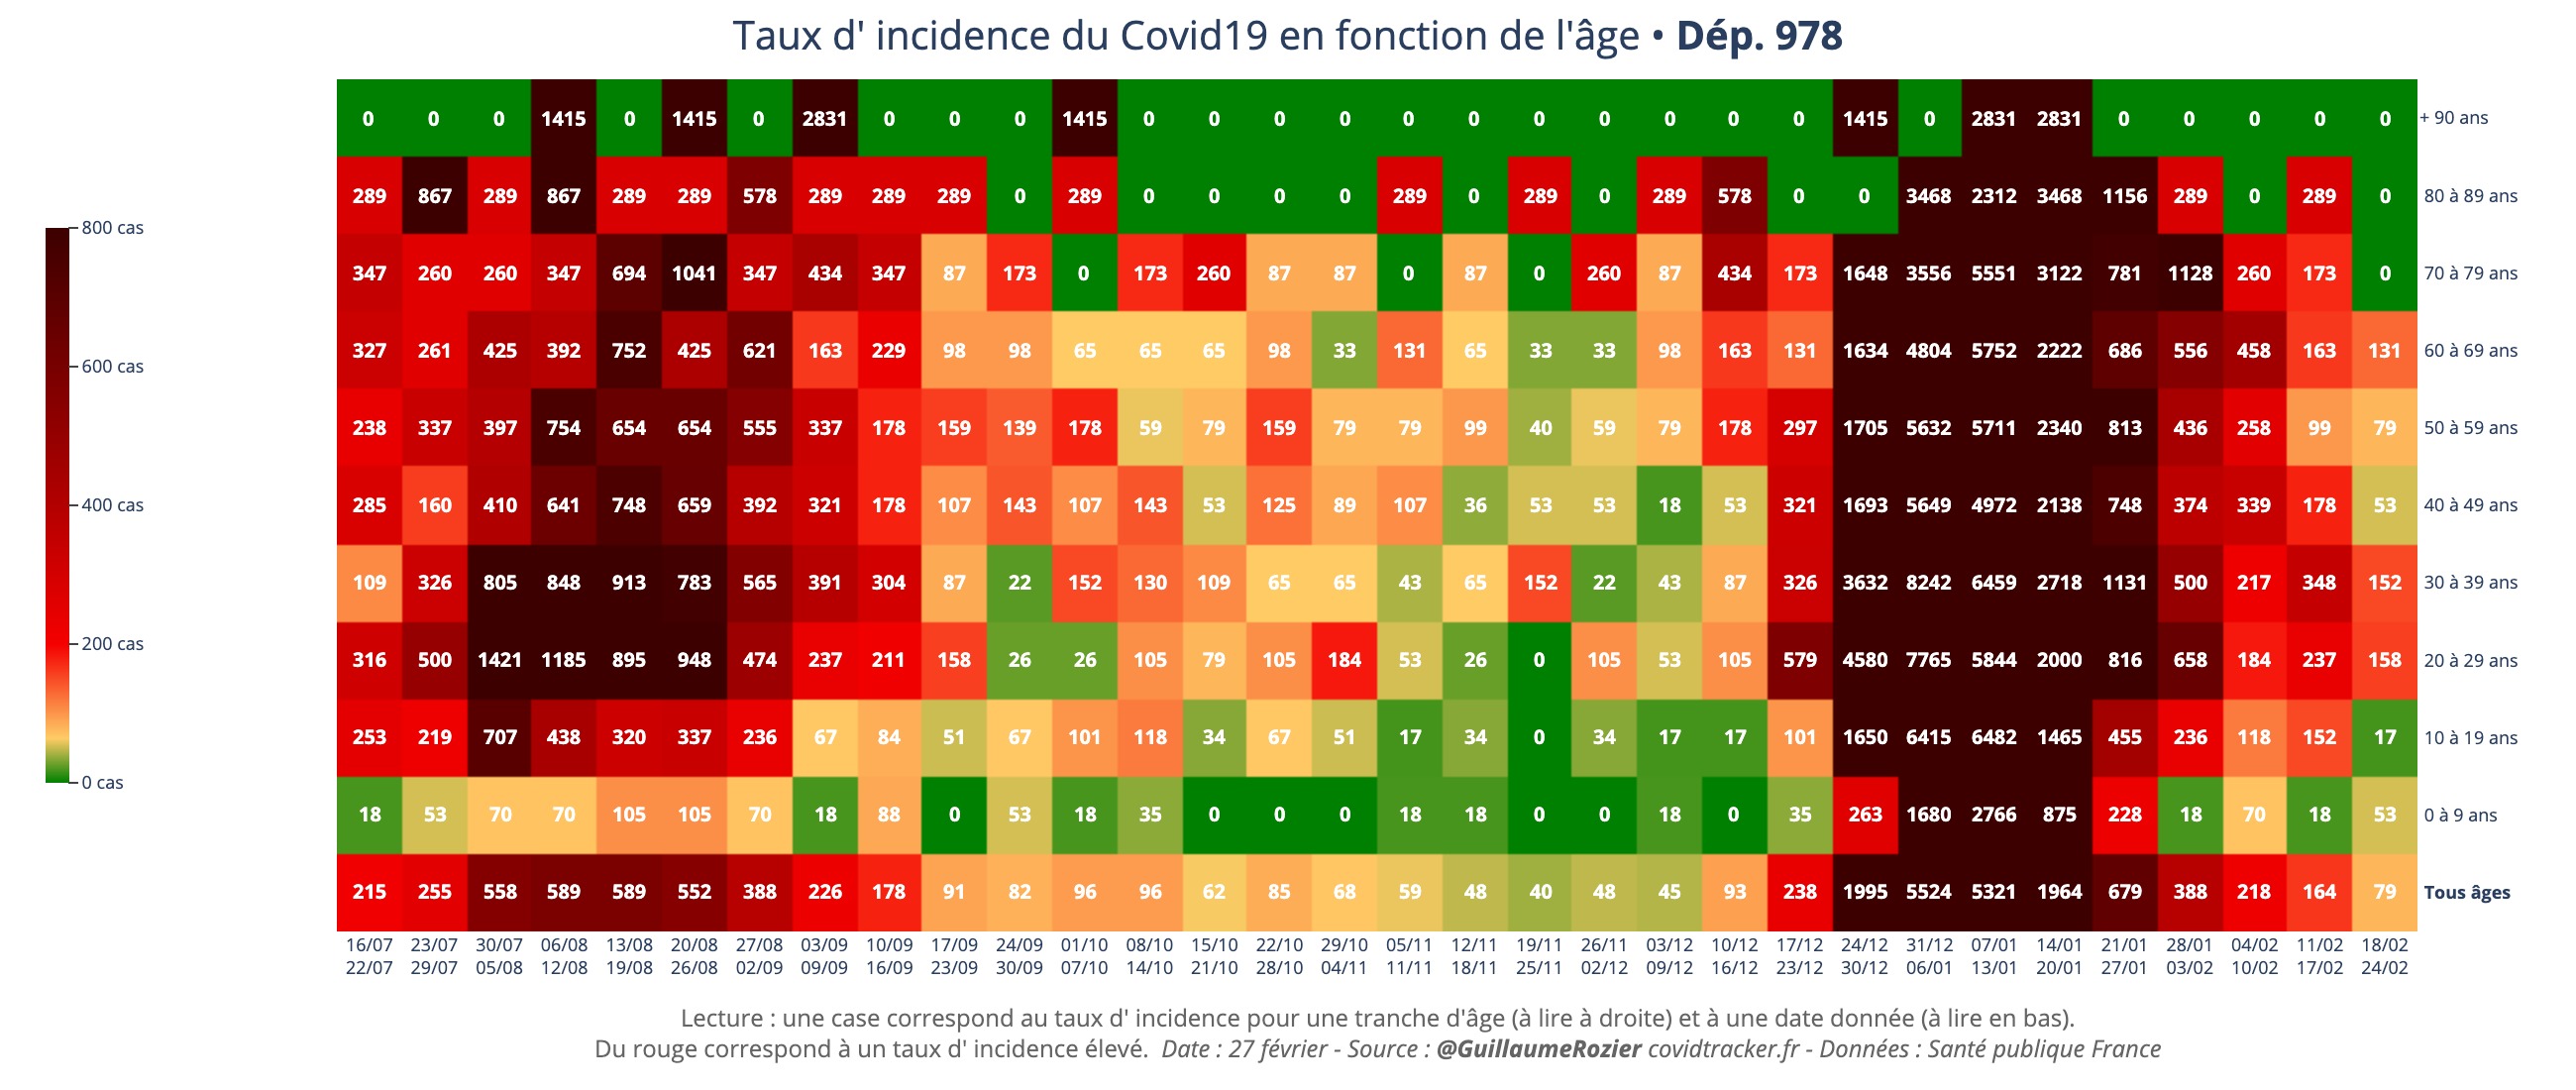 Taux d' incidence du Covid19 en fonction de l'âge • Dép. 978
800 cas
600 cas
400 cas
200 cas
0 cas
0 0 0 1415 0 1415 0 2831 0 0 0 1415 0 0 0 0 0 0 0 0 0 0 0 1415 0 2831 2831 0 0 0 0 0 + 90 ans
289 867 289 867 289 289 578 289 289 289 0 289 0 0 0 0 289 0 289 0 289 578 0 0 3468 2312 3468 1156 289 0 289 0 80 à 89 ans
347 260 260 347 694 1041 347 434 347 87 173 0 173 260 87 87 0 87 0 260 87 434 173 1648 3556 5551 3122 781 1128 260 173 0 70 à 79 ans
327 261 425 392 752 425 621 163 229 98 98 65 65 65 98 33 131 65 33 33 98 163 131 1634 4804 5752 2222 686 556 458 163 131 60 à 69 ans
238 337 397 754 654 654 555 337 178 159 139 178 59 79 159 79 79 99 40 59 79 178 297 1705 5632 5711 2340 813 436 258 99 79 50 à 59 ans
285 160 410 641 748 659 392 321 178 107 143 107 143 53 125 89 107 36 53 53 18 53 321 1693 5649 4972 2138 748 374 339 178 53 40 à 49 ans
109 326 805 848 913 783 565 391 304 87 22 152 130 109 65 65 43 65 152 22 43 87 326 3632 8242 6459 2718 1131 500 217 348 152 30 à 39 ans
316 500 1421 1185 895 948 474 237 211 158 26 26 105 79 105 184 53 26 0 105 53 105 579 4580 7765 5844 2000 816 658 184 237 158 20 à 29 ans
253 219 707 438 320 337 236 67 84 51 67 101 118 34 67 51 17 34 0 34 17 17 101 1650 6415 6482 1465 455 236 118 152 17 10 à 19 ans
18 53 70 70 105 105 70 18 88 0 53 18 35 0 0 0 18 18 0 0 18 0 35 263 1680 2766 875 228 18 70 18 53 0 à 9 ans
215 255 558 589 589 552 388 226 178 91 82 96 96 62 85 68 59 48 40 48 45 93 238 1995 5524 5321 1964 679 388 218 164 79 Tous âges
16/07 23/07 30/07 06/08 13/08 20/08 27/08 03/09 10/09 17/09 24/09 01/10 08/10 15/10 22/10 29/10 05/11 12/11 19/11 26/11 03/12 10/12 17/12 24/12 31/12 07/01 14/01 21/01 28/01 04/02 11/02 18/02
22/07 29/07 05/08 12/08 19/08 26/08 02/09 09/09 16/09 23/09 30/09 07/10 14/10 21/10 28/10 04/11 11/11 18/11 25/11 02/12 09/12 16/12 23/12 30/12 06/01 13/01 20/01 27/01 03/02 10/02 17/02 24/02
Lecture : une case correspond au taux d' incidence pour une tranche d'âge (à lire à droite) et à une date donnée (à lire en bas).
Du rouge correspond à un taux d' incidence élevé. Date : 27 février - Source : @GuillaumeRozier covidtracker.fr - Données : Santé publique France